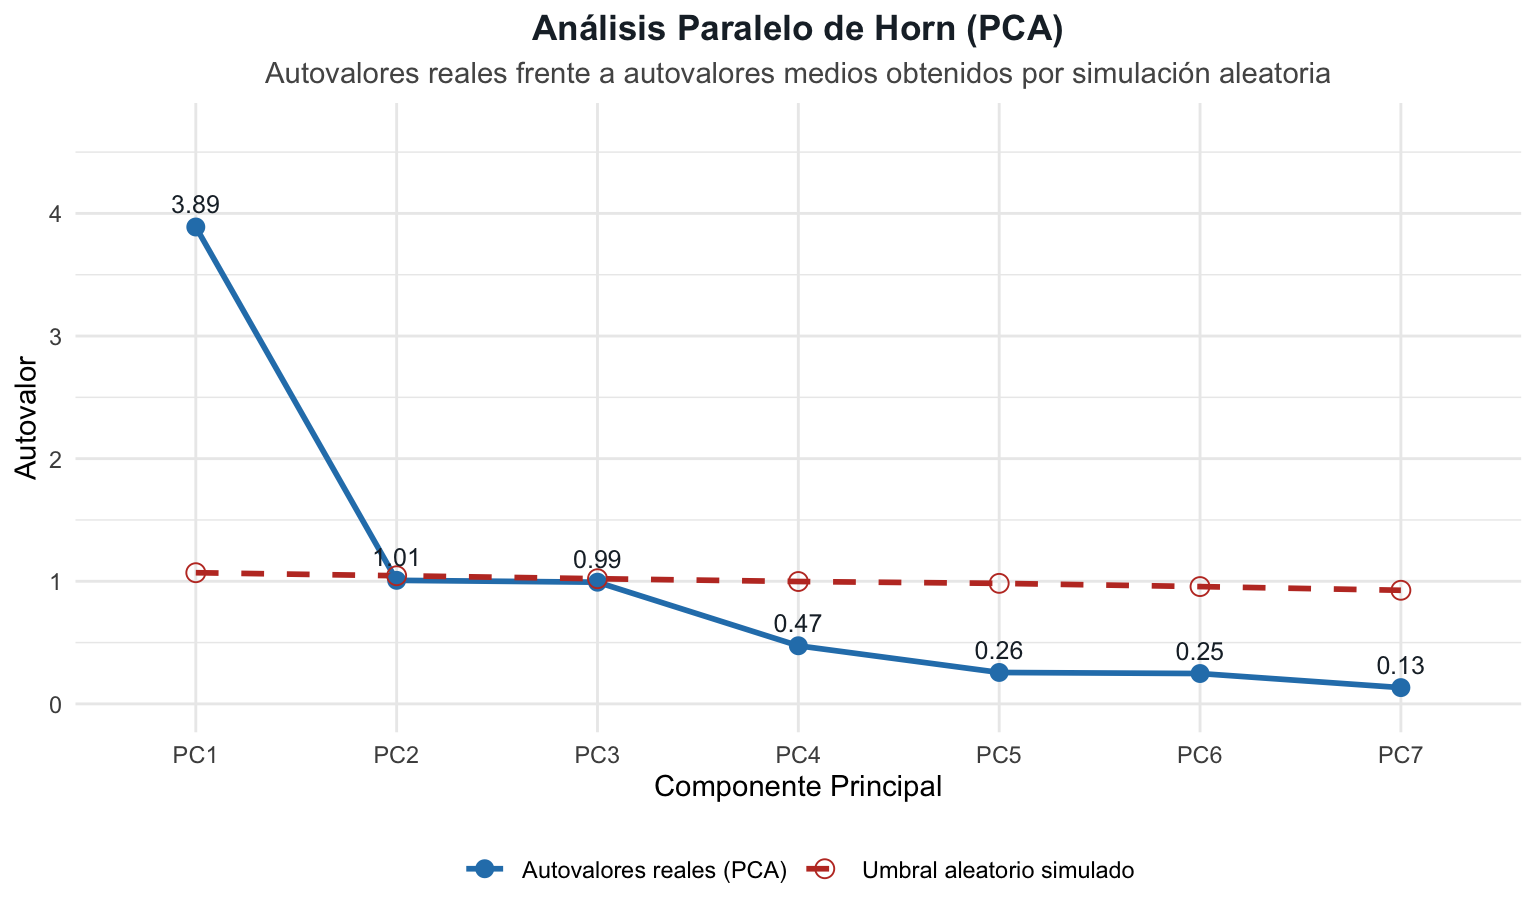 Análisis Paralelo de Horn (PCA)
Autovalores reales frente a autovalores medios obtenidos por simulación aleatoria
Autovalor
4
3
2
1
0
3.89
1.01
0.99
0.47
0.26
0.25
0.13
PC1
PC2
PC3
PC4
PC5
PC6
PC7
Componente Principal
Autovalores reales (PCA)
Umbral aleatorio simulado